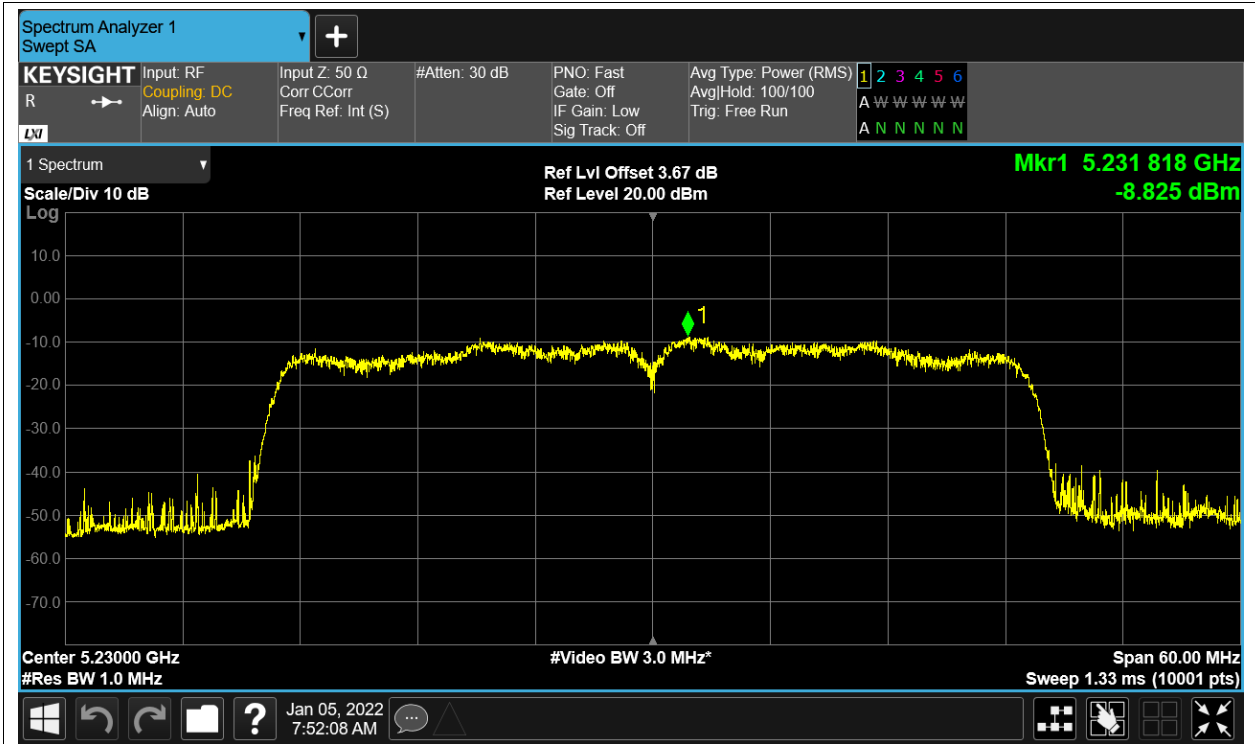 Spectrum Analyzer 1
Swept SA
KEYSIGHT
R
LXI
Input: RF
Coupling: DC
Align: Auto
Input Z: 50 Ω
Corr CCorr
Freq Ref: Int (S)
#Atten: 30 dB
PNO: Fast
Gate: Off
IF Gain: Low
Sig Track: Off
Avg Type: Power (RMS)
Avg|Hold: 100/100
Trig: Free Run
1 2 3 4 5 6
A W W W W W
A N N N N N
1 Spectrum
Scale/Div 10 dB
Log
Ref Lvl Offset 3.67 dB
Ref Level 20.00 dBm
Mkr1 5.231 818 GHz
-8.825 dBm
1
10.0
0.00
-10.0
-20.0
-30.0
-40.0
-50.0
-60.0
-70.0
Center 5.23000 GHz
#Res BW 1.0 MHz
#Video BW 3.0 MHz*
Span 60.00 MHz
Sweep 1.33 ms (10001 pts)
?
Jan 05, 2022
7:52:08 AM